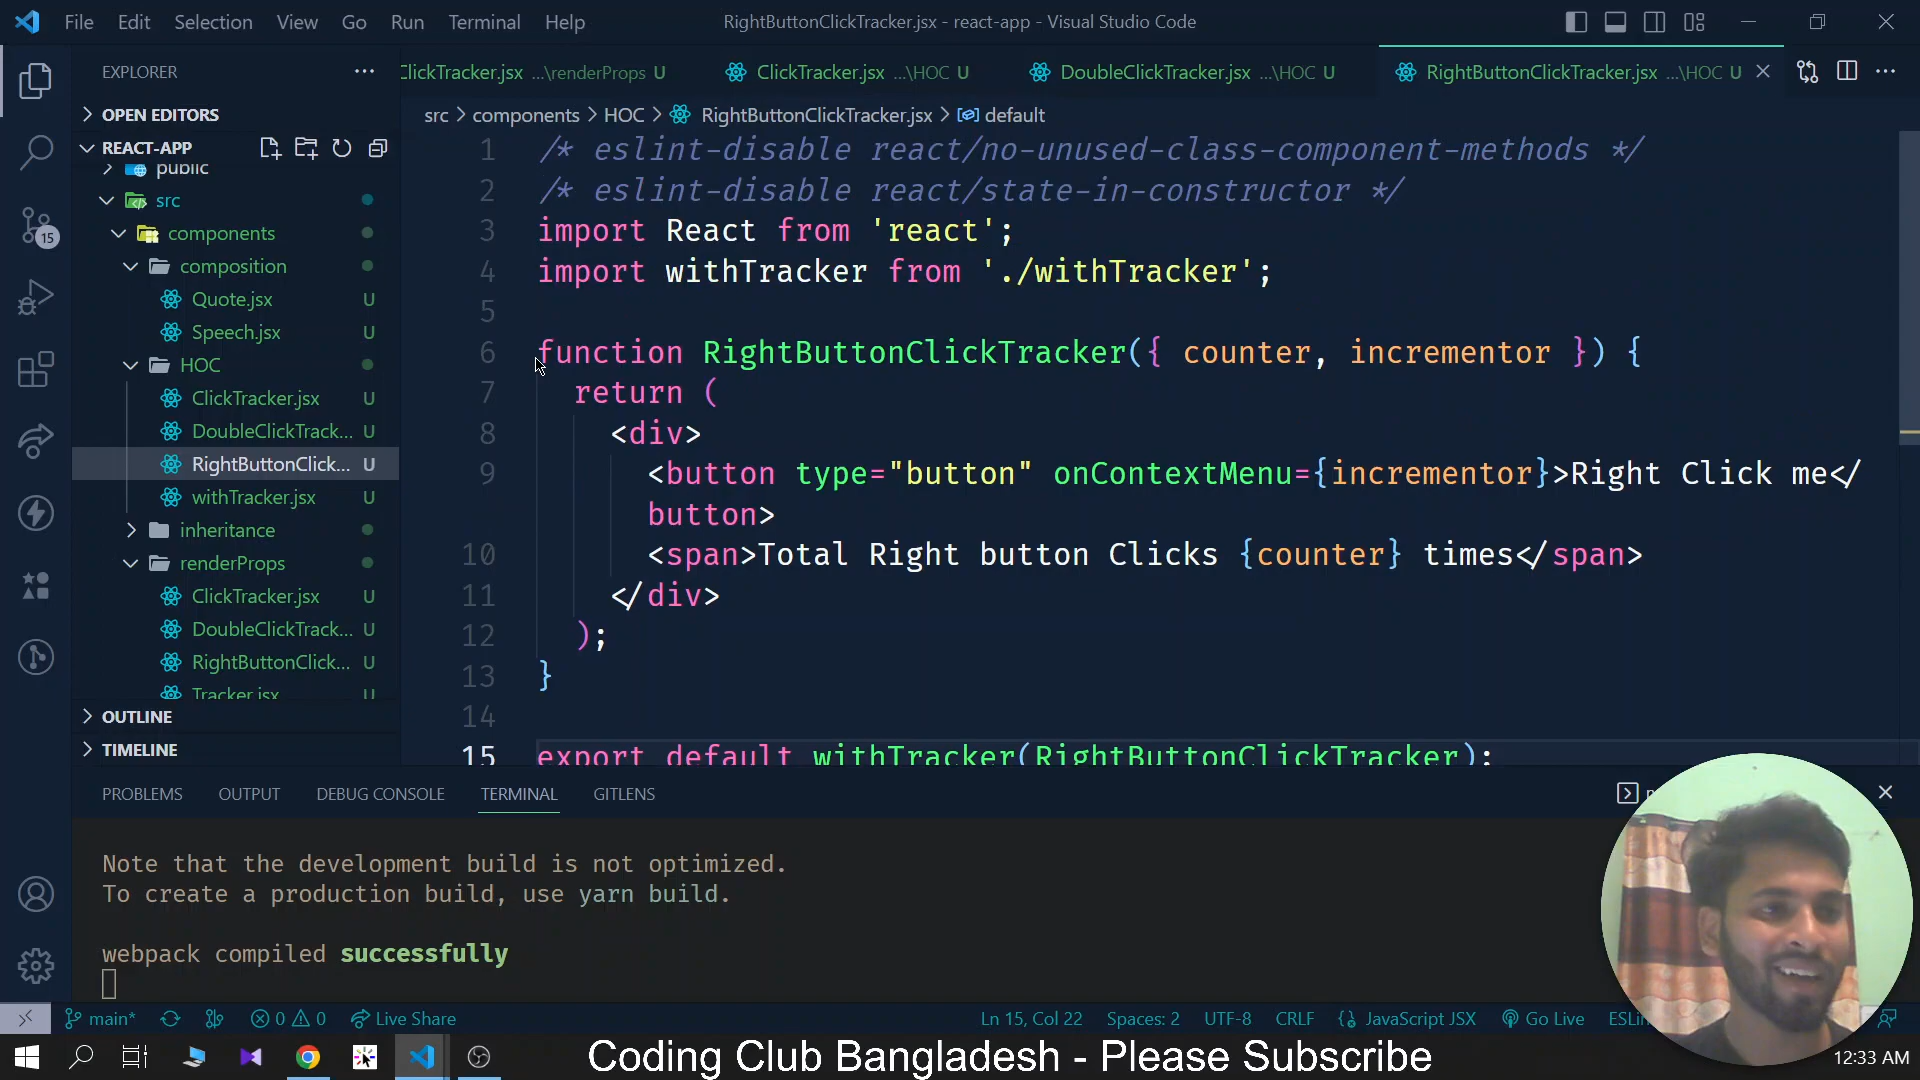 File Edit Selection View Go Run Terminal Help
RightButtonClickTracker.jsx - react-app - Visual Studio Code
EXPLORER
ClickTracker.jsx ...\renderProps U
ClickTracker.jsx ...\HOC U
DoubleClickTracker.jsx ...\HOC U
RightButtonClickTracker.jsx ...\HOC U
OPEN EDITORS
REACT-APP
public
src
components
composition
Quote.jsx U
Speech.jsx U
HOC
ClickTracker.jsx U
DoubleClickTrack... U
RightButtonClick... U
withTracker.jsx U
inheritance
renderProps
ClickTracker.jsx U
DoubleClickTrack... U
RightButtonClick... U
Tracker.jsx U
OUTLINE
TIMELINE
15
src > components > HOC > RightButtonClickTracker.jsx > default
1 /* eslint-disable react/no-unused-class-component-methods */
2 /* eslint-disable react/state-in-constructor */
3 import React from 'react';
4 import withTracker from './withTracker';
5
6 function RightButtonClickTracker({ counter, incrementor }) {
7 return (
8 <div>
9 <button type="button" onContextMenu={incrementor}>Right Click me</
button>
10 <span>Total Right button Clicks {counter} times</span>
11 </div>
12 );
13 }
14
15 export default withTracker(RightButtonClickTracker);
PROBLEMS OUTPUT DEBUG CONSOLE TERMINAL GITLENS
Note that the development build is not optimized.
To create a production build, use yarn build.
webpack compiled successfully
main* 0 0 Live Share
Ln 15, Col 22 Spaces: 2 UTF-8 CRLF JavaScript JSX Go Live
Coding Club Bangladesh - Please Subscribe
12:33 AM